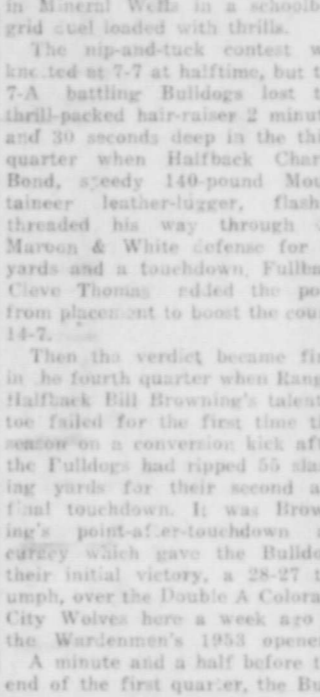 in Mineral Wells in a schoolb
grid duel loaded with thrills.
The nip-and-tuck contest w
knotted at 7-7 at halftime, but t
7-A battling Bulldogs lost t
thrill-packed hair-raiser 2 minut
and 30 seconds deep in the thi
quarter when Halfback Char
Bond, speedy 140-pound Mou
taineer leather-lugger, flash
threaded his way through
Maroon & White defense for
yards and a touchdown. Fullba
Cleve Thomas added the po
from placement to boost the cou
14-7.
Then the verdict became fin
in the fourth quarter when Rang
Halfback Bill Browning's talent
toe failed for the first time t
season on a conversion kick aft
the Bulldogs had ripped 55 sla
ing yards for their second a
final touchdown. It was Brow
ing's point-after-touchdown
curacy which gave the Bulldo
their initial victory, a 28-27 t
umph, over the Double A Colora
City Wolves here a week ago
the Wardenmen's 1953 opene
A minute and a half before t
end of the first quarter, the Bu